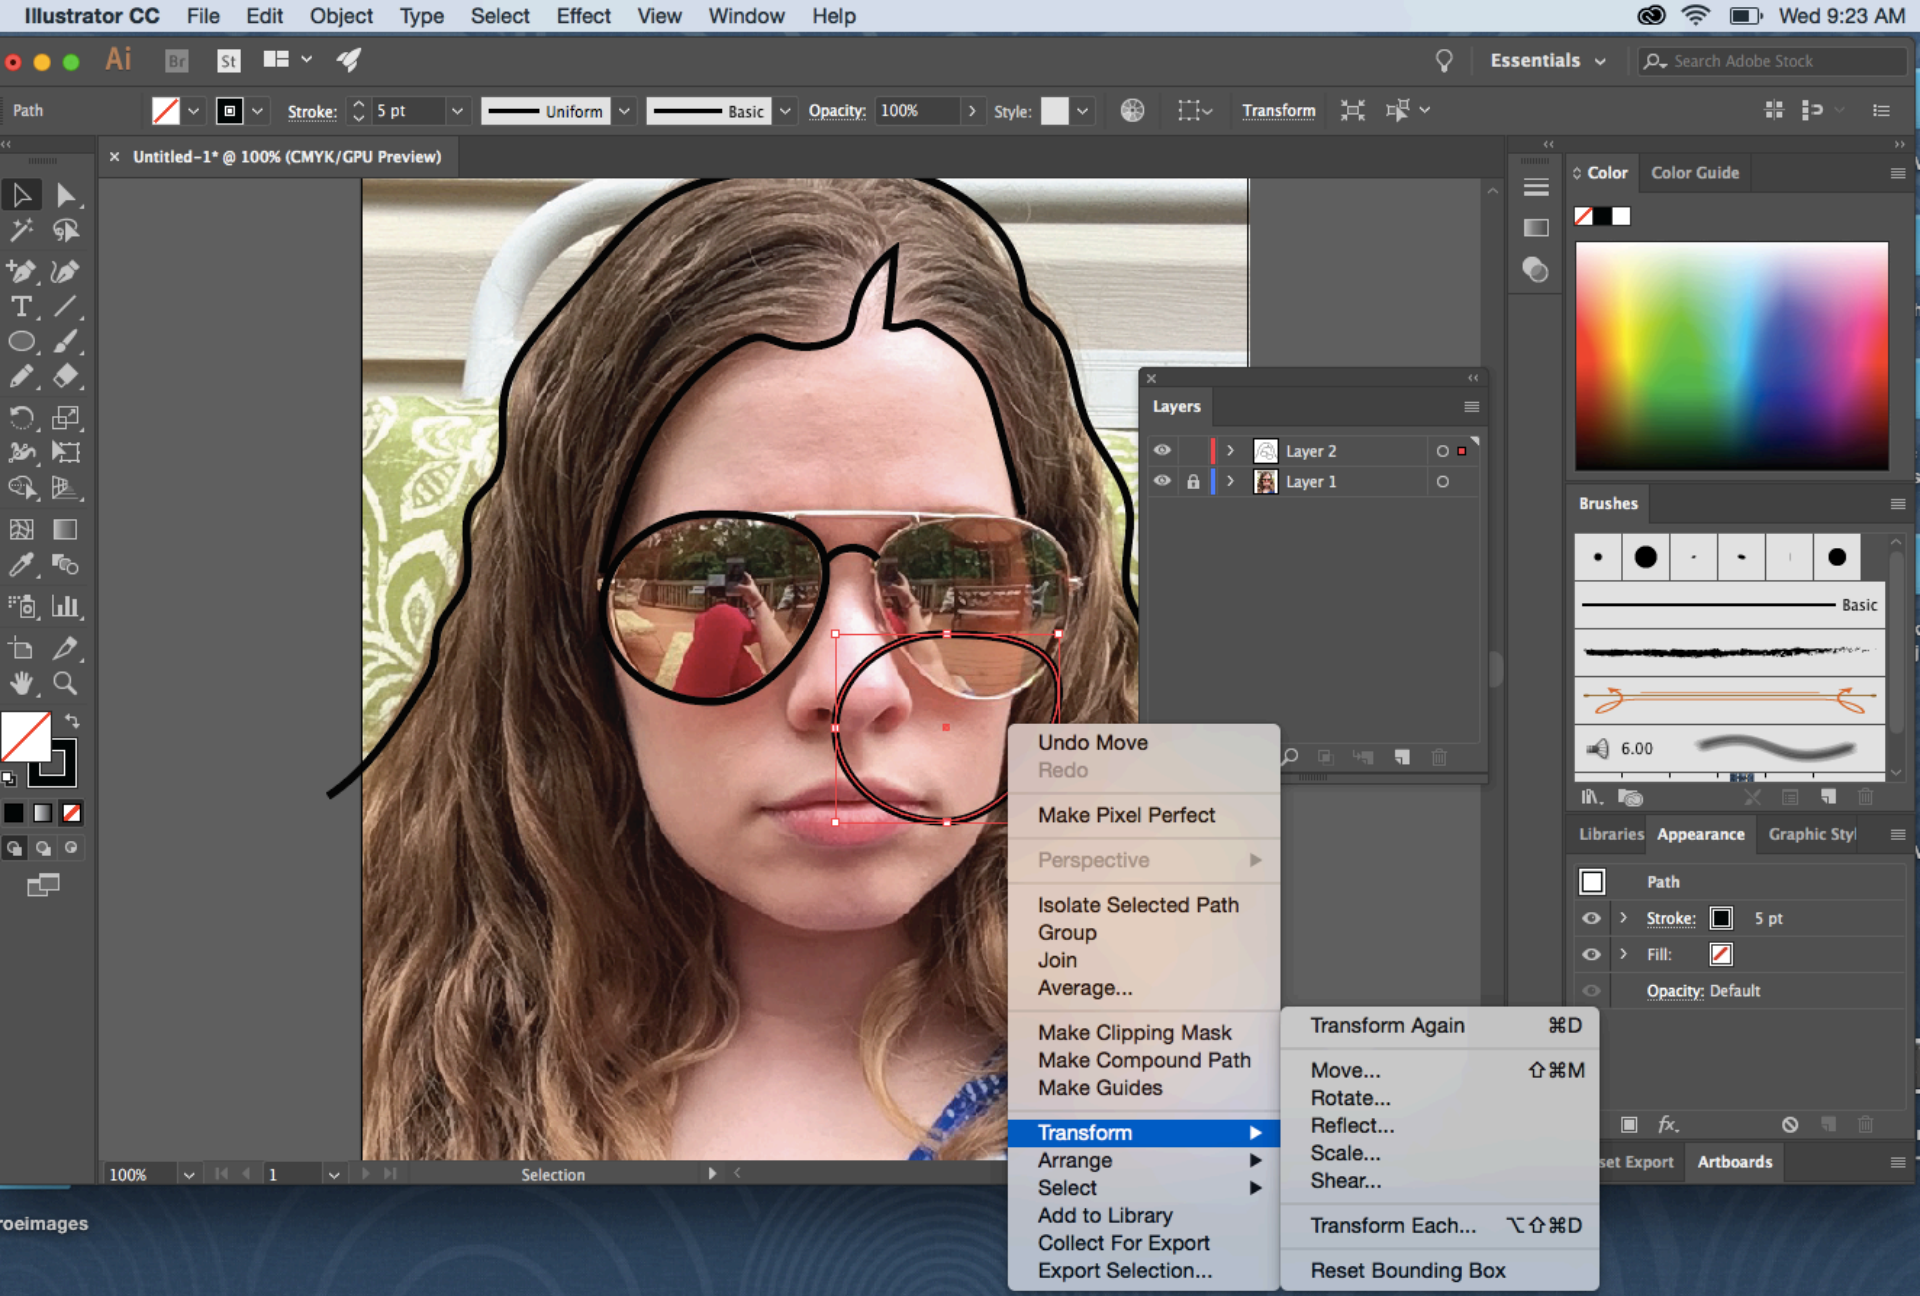 Illustrator CC File Edit Object Type Select Effect View Window Help Wed 9:23 AM
Ai Br St Essentials Search Adobe Stock
Path Stroke: 5 pt Uniform Basic Opacity: 100% Style: Transform
× Untitled-1* @ 100% (CMYK/GPU Preview)
Color Color Guide
Layers
Layer 2
Layer 1
Brushes
Basic
6.00
Libraries Appearance Graphic Styl
Path
Stroke: 5 pt
Fill:
Opacity: Default
fx.
set Export Artboards
Undo Move
Redo
Make Pixel Perfect
Perspective
Isolate Selected Path
Group
Join
Average...
Make Clipping Mask
Make Compound Path
Make Guides
Transform
Arrange
Select
Add to Library
Collect For Export
Export Selection...
Transform Again ⌘D
Move... ⇧⌘M
Rotate...
Reflect...
Scale...
Shear...
Transform Each... ⌥⇧⌘D
Reset Bounding Box
100% 1 Selection
roeimages